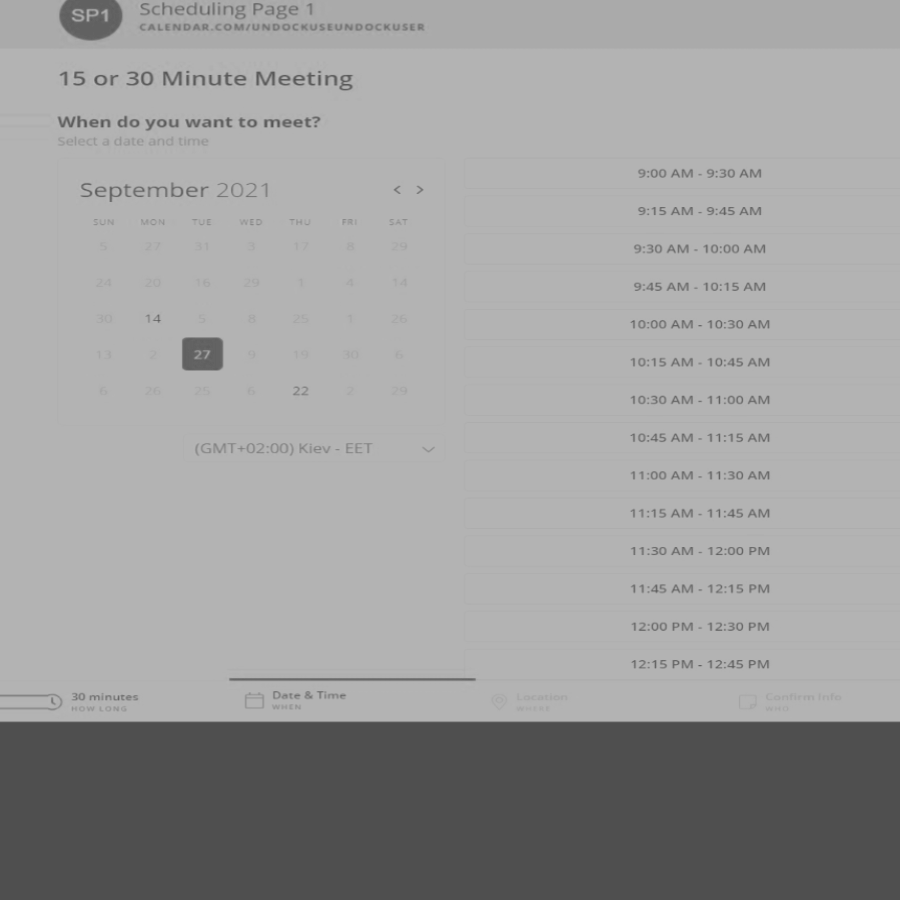 SP1
Scheduling Page 1
CALENDAR.COM/UNDOCKUSEUNDOCKUSER
15 or 30 Minute Meeting
When do you want to meet?
Select a date and time
September 2021
< >
SUN MON TUE WED THU FRI SAT
5 27 31 3 17 8 29
24 20 16 29 1 4 14
30 14 5 8 25 1 26
13 2 27 9 19 30 6
6 26 25 6 22 2 29
(GMT+02:00) Kiev - EET
9:00 AM - 9:30 AM
9:15 AM - 9:45 AM
9:30 AM - 10:00 AM
9:45 AM - 10:15 AM
10:00 AM - 10:30 AM
10:15 AM - 10:45 AM
10:30 AM - 11:00 AM
10:45 AM - 11:15 AM
11:00 AM - 11:30 AM
11:15 AM - 11:45 AM
11:30 AM - 12:00 PM
11:45 AM - 12:15 PM
12:00 PM - 12:30 PM
12:15 PM - 12:45 PM
30 minutes
HOW LONG
Date & Time
WHEN
Location
WHERE
Confirm Info
WHO